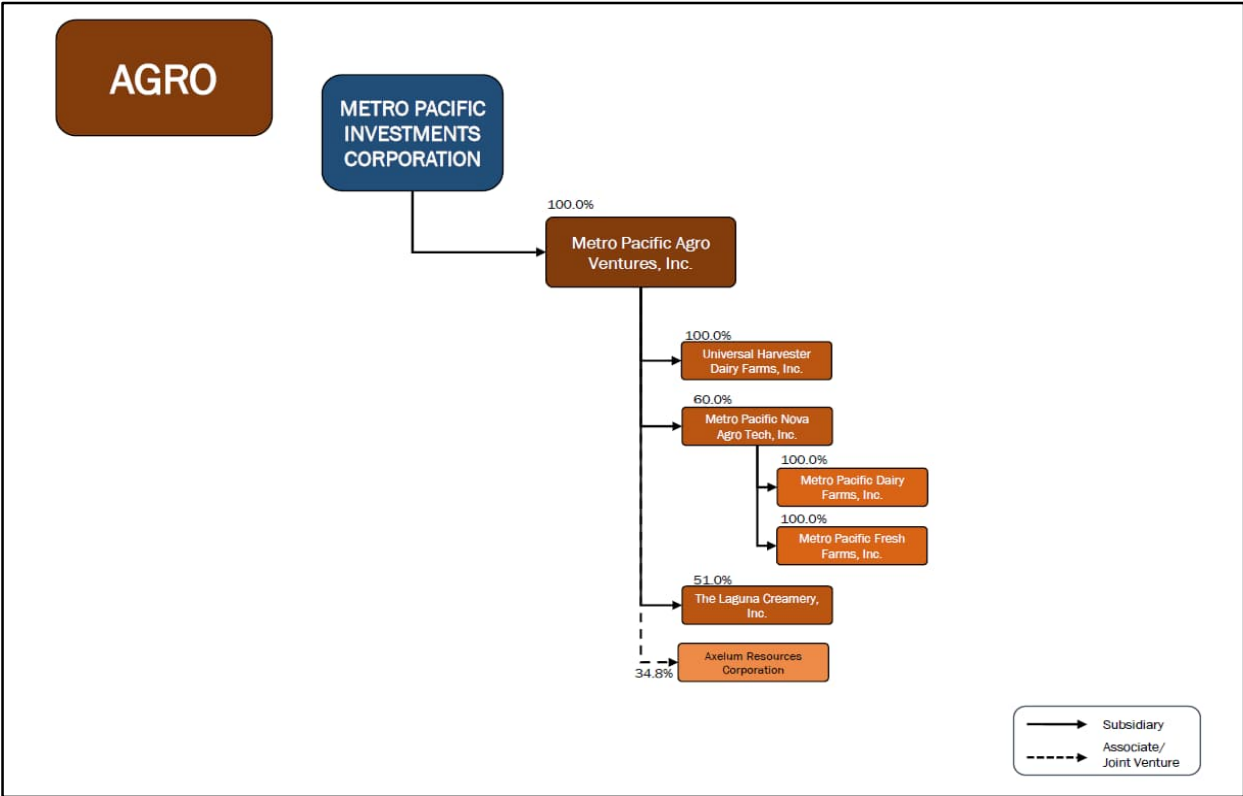 AGRO
METRO PACIFIC
INVESTMENTS
CORPORATION
100.0%
Metro Pacific Agro
Ventures, Inc.
100.0%
Universal Harvester
Dairy Farms, Inc.
60.0%
Metro Pacific Nova
Agro Tech, Inc.
100.0%
Metro Pacific Dairy
Farms, Inc.
100.0%
Metro Pacific Fresh
Farms, Inc.
51.0%
The Laguna Creamery,
Inc.
34.8%
Axelum Resources
Corporation
Subsidiary
Associate/
Joint Venture